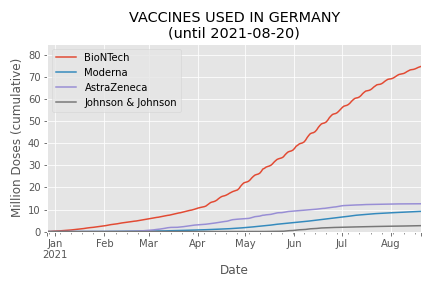 VACCINES USED IN GERMANY
(until 2021-08-20)
Million Doses (cumulative)
80
70
60
50
40
30
20
10
0
BioNTech
Moderna
AstraZeneca
Johnson & Johnson
Jan Feb Mar Apr May Jun Jul Aug
2021
Date